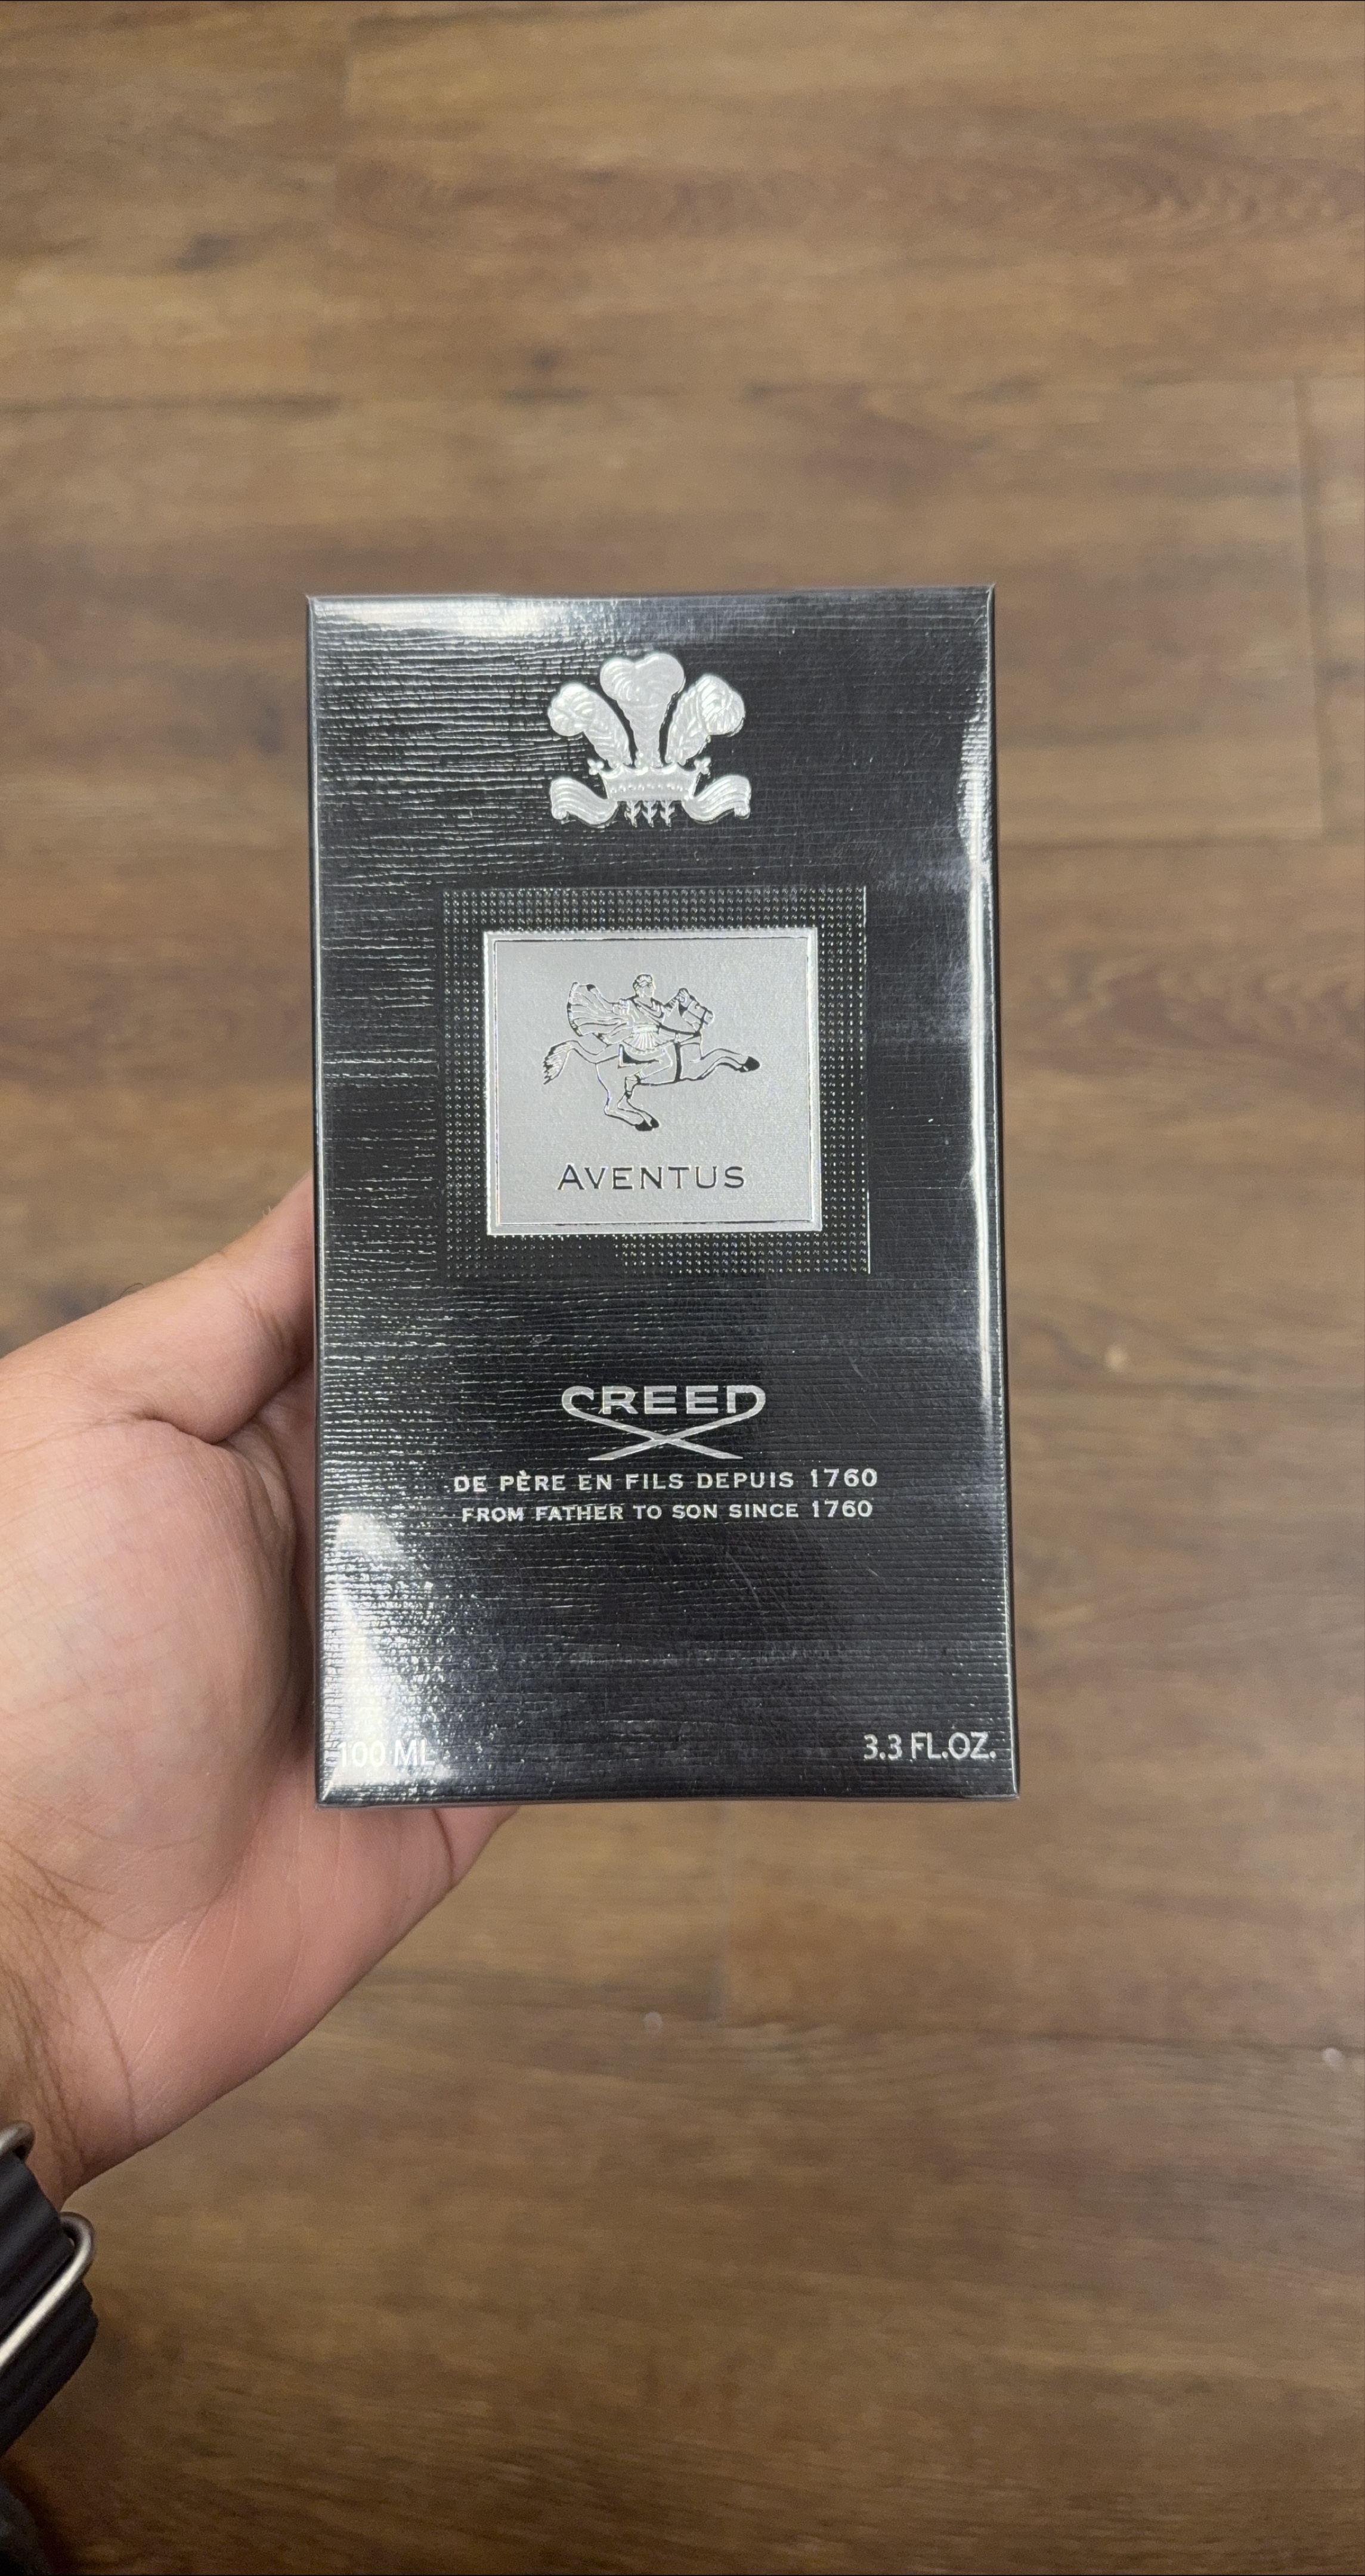 AVENTUS
CREED
DE PÈRE EN FILS DEPUIS 1760
FROM FATHER TO SON SINCE 1760
100 ML
3.3 FL.OZ.